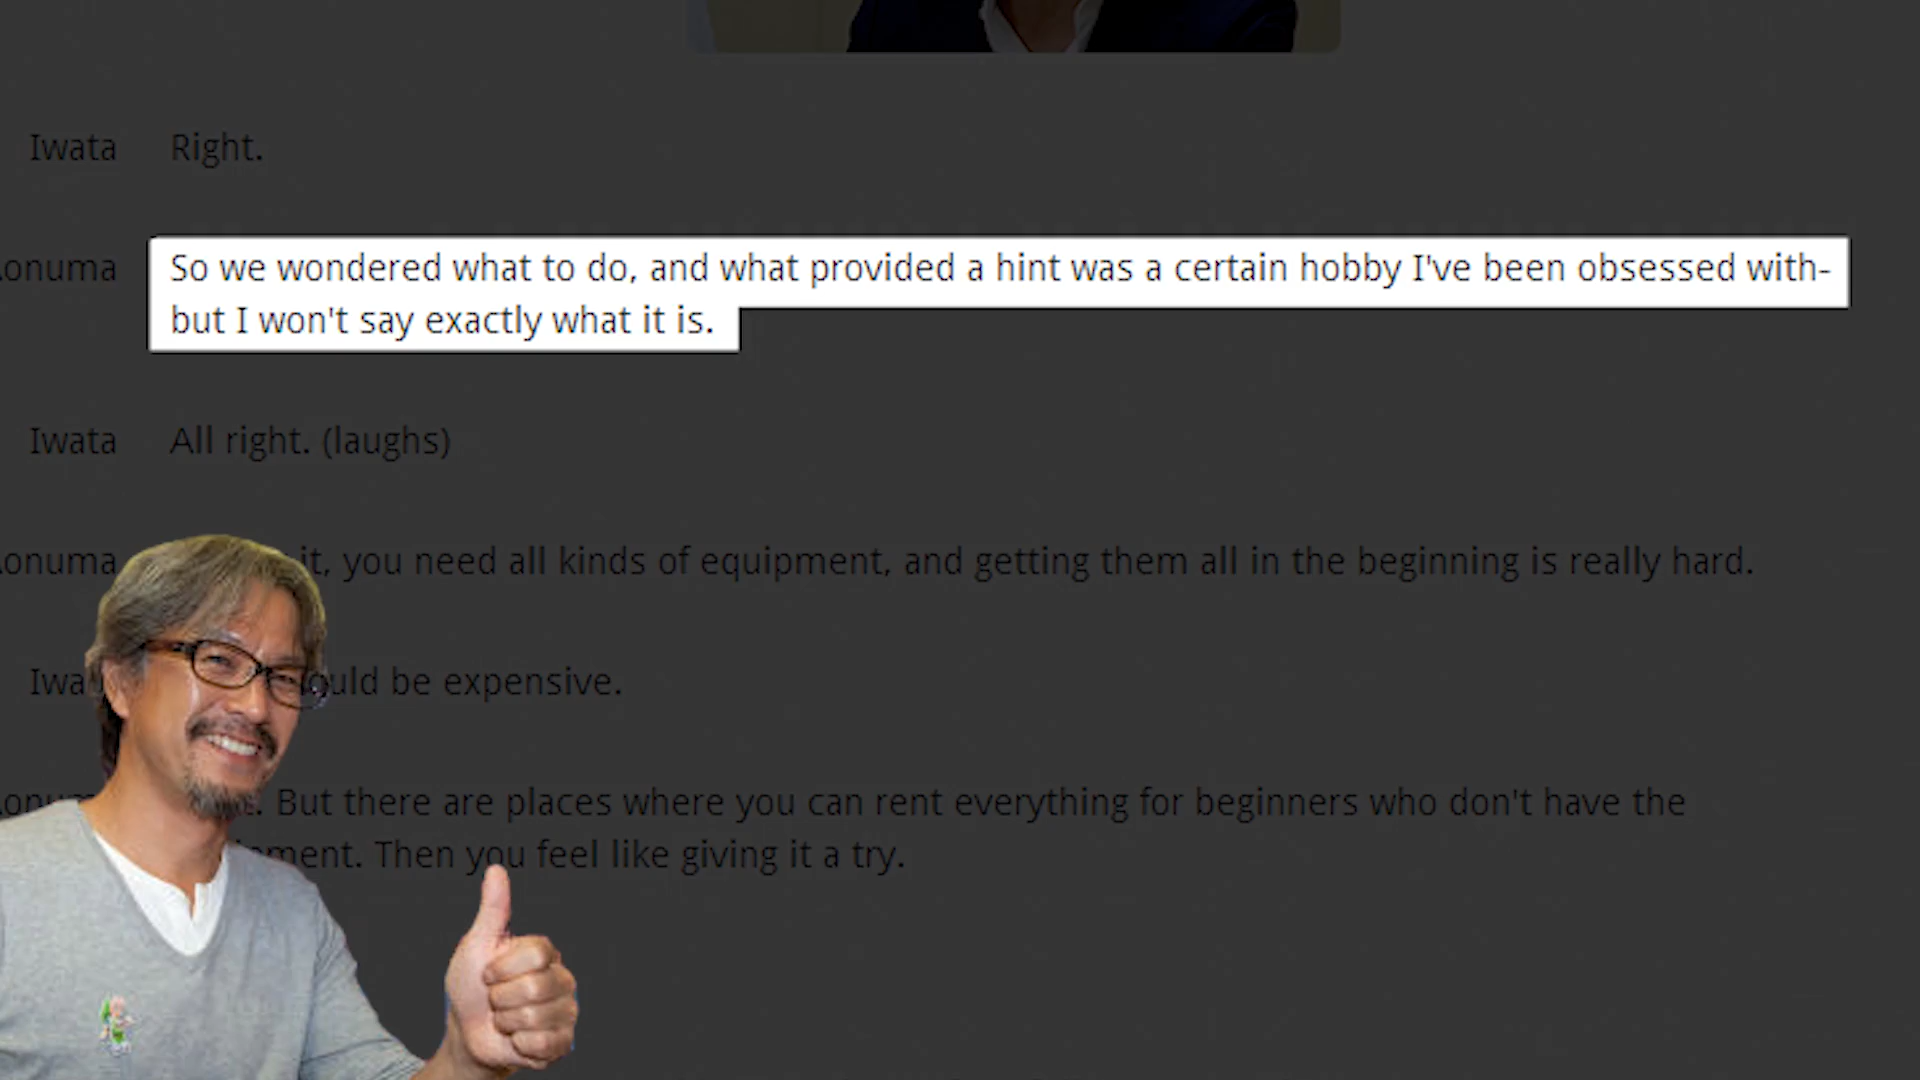 Iwata Right.
onuma So we wondered what to do, and what provided a hint was a certain hobby I've been obsessed with-
but I won't say exactly what it is.
Iwata All right. (laughs)
onuma it, you need all kinds of equipment, and getting them all in the beginning is really hard.
Iwa ould be expensive.
onum . But there are places where you can rent everything for beginners who don't have the
ment. Then you feel like giving it a try.